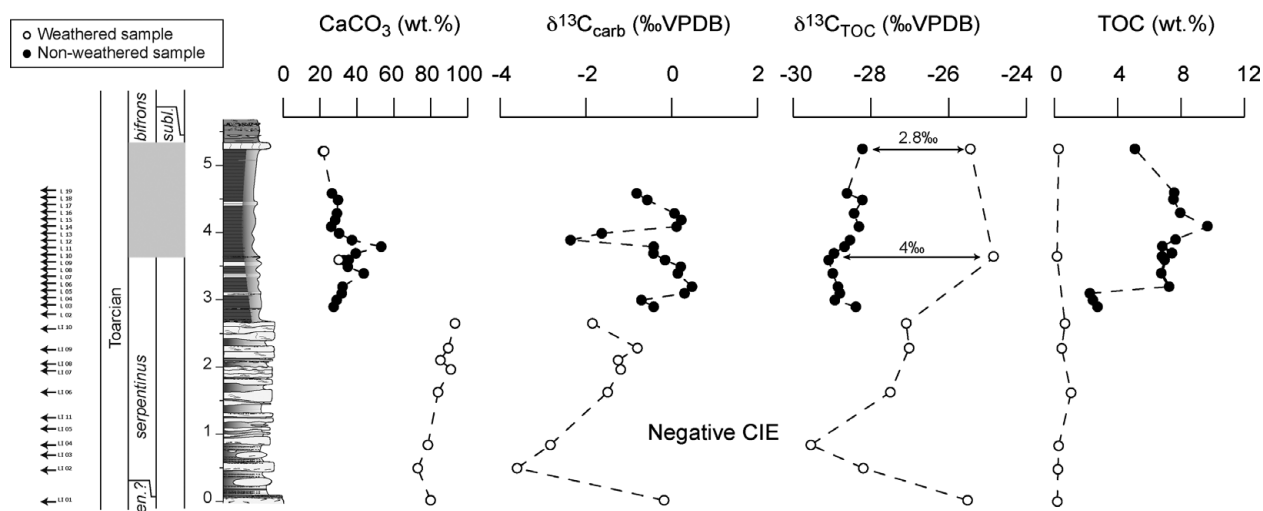 ○ Weathered sample
● Non-weathered sample
CaCO₃ (wt.%)
δ¹³C_carb (‰VPDB)
δ¹³C_TOC (‰VPDB)
TOC (wt.%)
0 20 40 60 80 100
-4 -2 0 2
-30 -28 -26 -24
0 4 8 12
Toarcian
bifrons
subl.
serpentinus
en.?
5
4
3
2
1
0
L 19
L 18
L 17
L 16
L 15
L 14
L 13
L 12
L 11
L 10
L 09
L 08
L 07
L 06
L 05
L 04
L 03
L 02
LI 10
LI 09
LI 08
LI 07
LI 06
LI 11
LI 05
LI 04
LI 03
LI 02
LI 01
2.8‰
4‰
Negative CIE